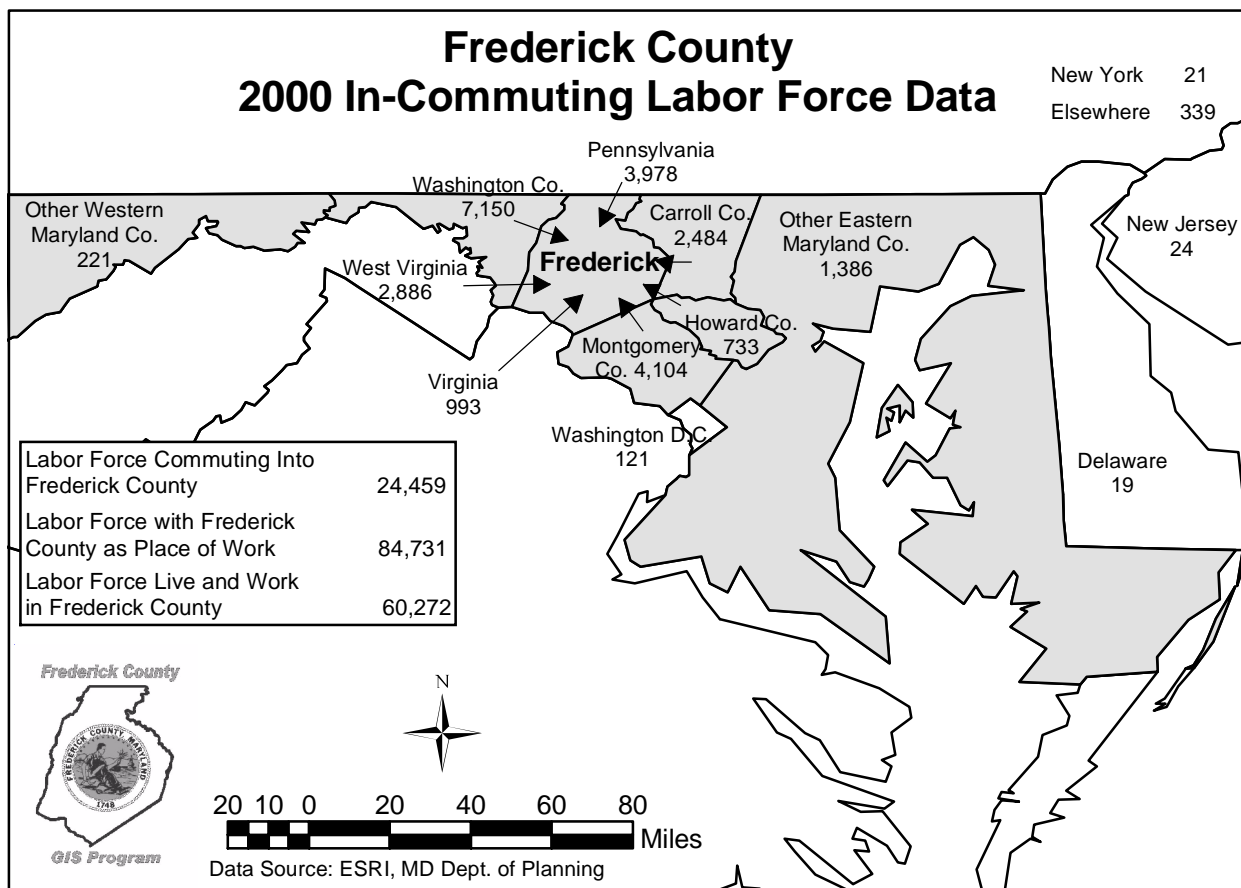 Frederick County
2000 In-Commuting Labor Force Data
New York 21
Elsewhere 339
Pennsylvania
3,978
Washington Co.
7,150
Other Western
Maryland Co.
221
Carroll Co.
2,484
Other Eastern
Maryland Co.
1,386
New Jersey
24
Frederick
West Virginia
2,886
Howard Co.
733
Montgomery
Co. 4,104
Virginia
993
Washington D.C.
121
Delaware
19
Labor Force Commuting Into
Frederick County 24,459
Labor Force with Frederick
County as Place of Work 84,731
Labor Force Live and Work
in Frederick County 60,272
Frederick County
FREDERICK COUNTY, MARYLAND
1748
GIS Program
N
20 10 0 20 40 60 80
Miles
Data Source: ESRI, MD Dept. of Planning